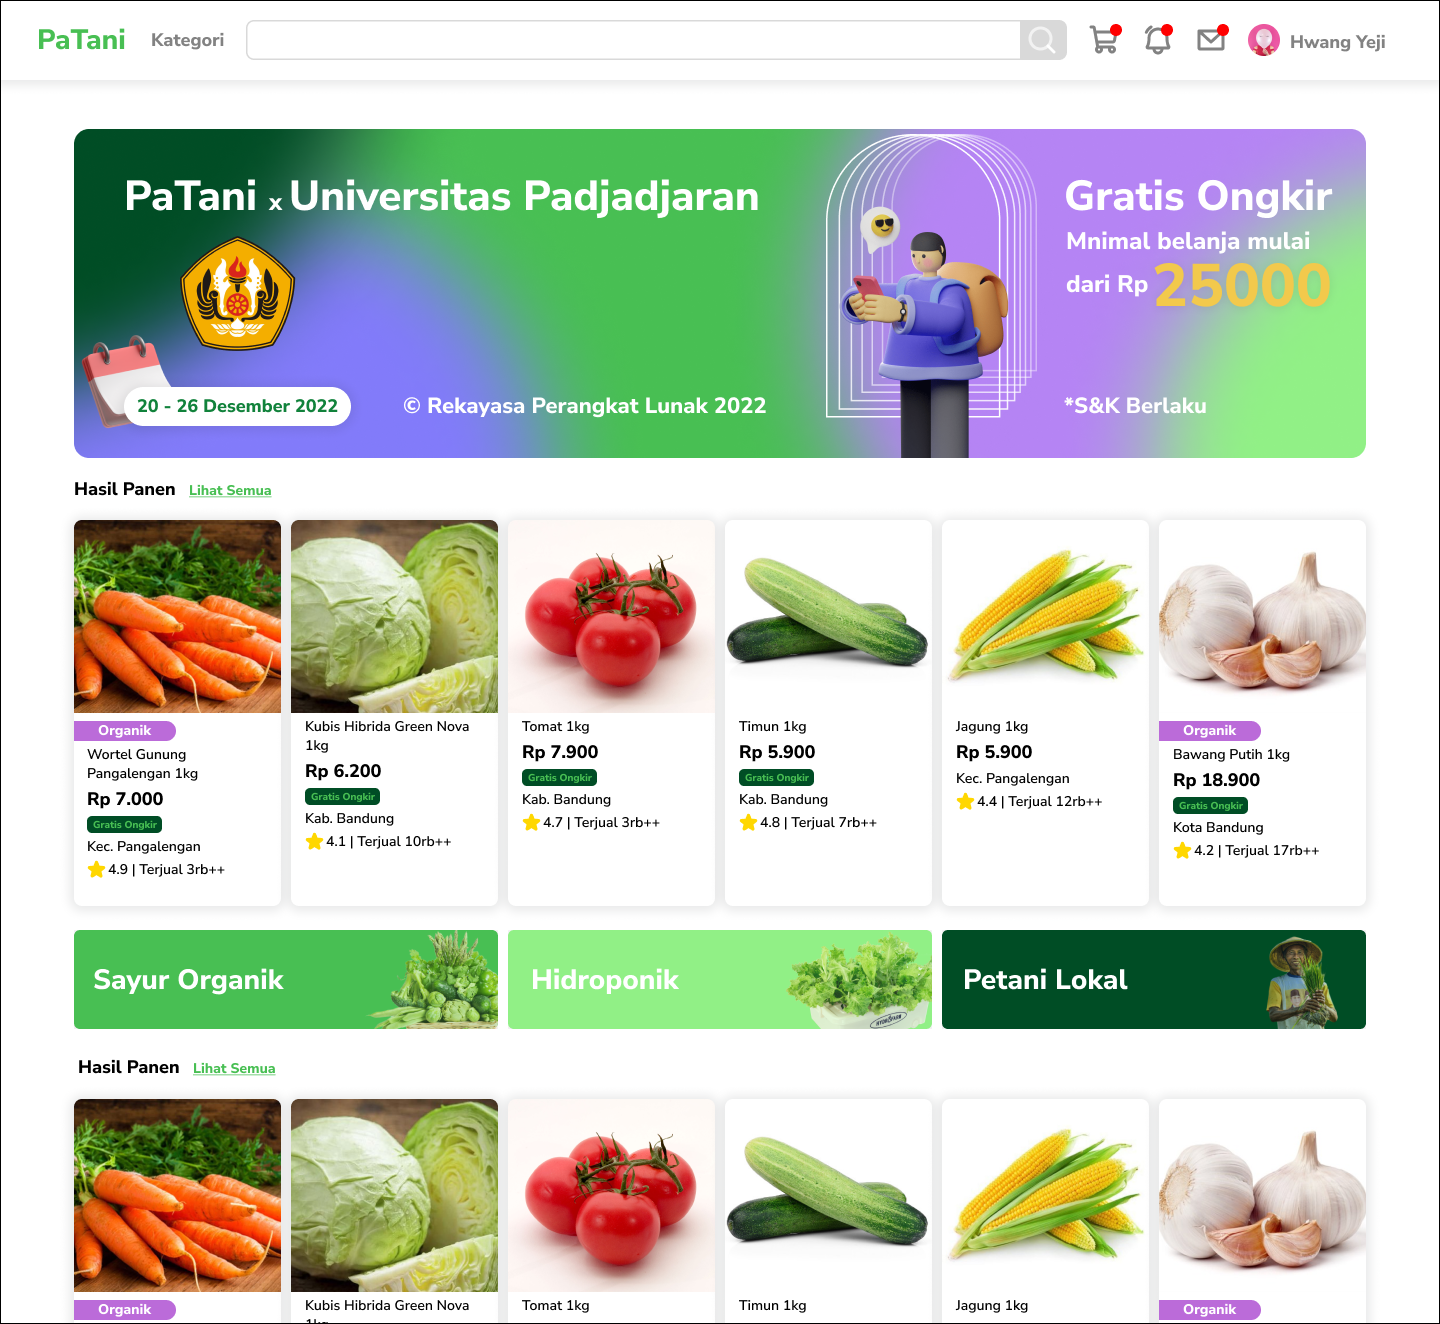 PaTani
Kategori
Hwang Yeji
PaTani x Universitas Padjadjaran
20 - 26 Desember 2022
© Rekayasa Perangkat Lunak 2022
Gratis Ongkir
Mnimal belanja mulai
dari Rp 25000
*S&K Berlaku
Hasil Panen
Lihat Semua
Organik
Wortel Gunung
Pangalengan 1kg
Rp 7.000
Gratis Ongkir
Kec. Pangalengan
4.9 | Terjual 3rb++
Kubis Hibrida Green Nova
1kg
Rp 6.200
Gratis Ongkir
Kab. Bandung
4.1 | Terjual 10rb++
Tomat 1kg
Rp 7.900
Gratis Ongkir
Kab. Bandung
4.7 | Terjual 3rb++
Timun 1kg
Rp 5.900
Gratis Ongkir
Kab. Bandung
4.8 | Terjual 7rb++
Jagung 1kg
Rp 5.900
Kec. Pangalengan
4.4 | Terjual 12rb++
Organik
Bawang Putih 1kg
Rp 18.900
Gratis Ongkir
Kota Bandung
4.2 | Terjual 17rb++
Sayur Organik
Hidroponik
Petani Lokal
Hasil Panen
Lihat Semua
Organik
Kubis Hibrida Green Nova
1kg
Tomat 1kg
Timun 1kg
Jagung 1kg
Organik